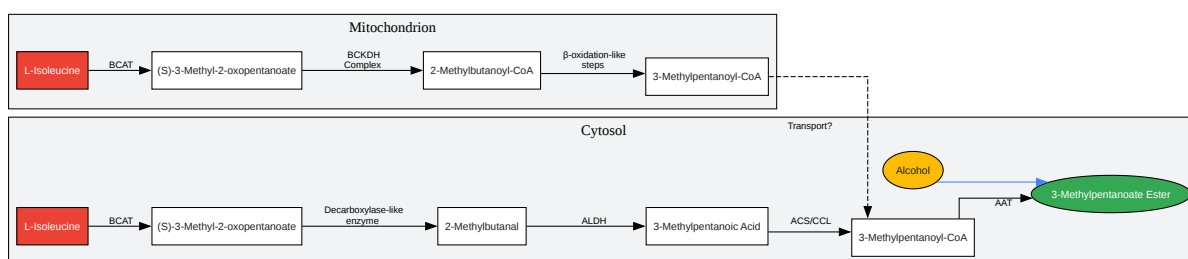 Mitochondrion
L-Isoleucine
BCAT
(S)-3-Methyl-2-oxopentanoate
BCKDH
Complex
2-Methylbutanoyl-CoA
β-oxidation-like
steps
3-Methylpentanoyl-CoA
Transport?
Cytosol
Alcohol
3-Methylpentanoate Ester
L-Isoleucine
BCAT
(S)-3-Methyl-2-oxopentanoate
Decarboxylase-like
enzyme
2-Methylbutanal
ALDH
3-Methylpentanoic Acid
ACS/CCL
3-Methylpentanoyl-CoA
AAT